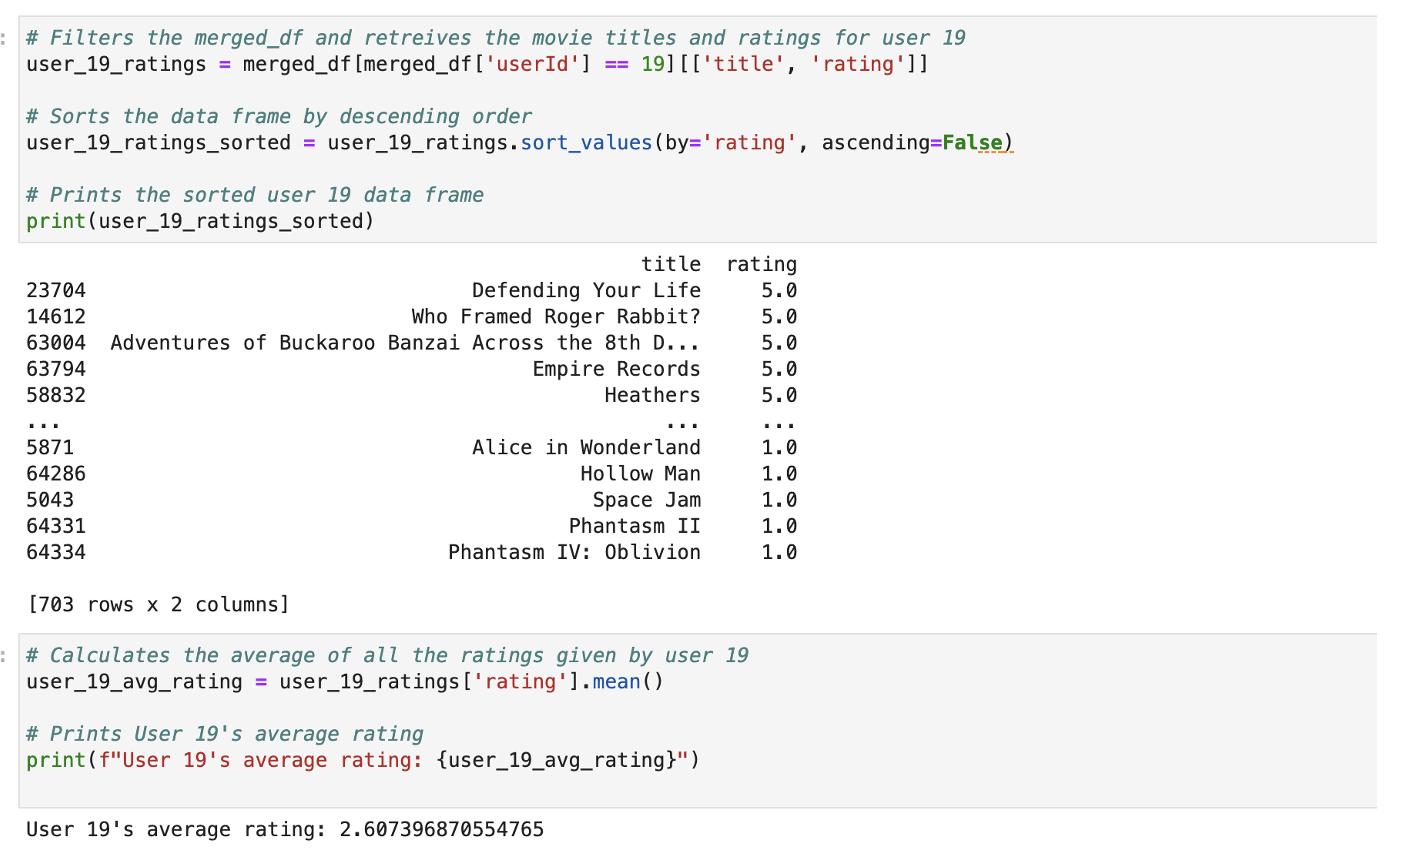 # Filters the merged_df and retreives the movie titles and ratings for user 19
user_19_ratings = merged_df[merged_df['userId'] == 19][['title', 'rating']]
# Sorts the data frame by descending order
user_19_ratings_sorted = user_19_ratings.sort_values(by='rating', ascending=False)
# Prints the sorted user 19 data frame
print(user_19_ratings_sorted)
title rating
23704 Defending Your Life 5.0
14612 Who Framed Roger Rabbit? 5.0
63004 Adventures of Buckaroo Banzai Across the 8th D... 5.0
63794 Empire Records 5.0
58832 Heathers 5.0
... ... ...
5871 Alice in Wonderland 1.0
64286 Hollow Man 1.0
5043 Space Jam 1.0
64331 Phantasm II 1.0
64334 Phantasm IV: Oblivion 1.0
[703 rows x 2 columns]
# Calculates the average of all the ratings given by user 19
user_19_avg_rating = user_19_ratings['rating'].mean()
# Prints User 19's average rating
print(f"User 19's average rating: {user_19_avg_rating}")
User 19's average rating: 2.607396870554765